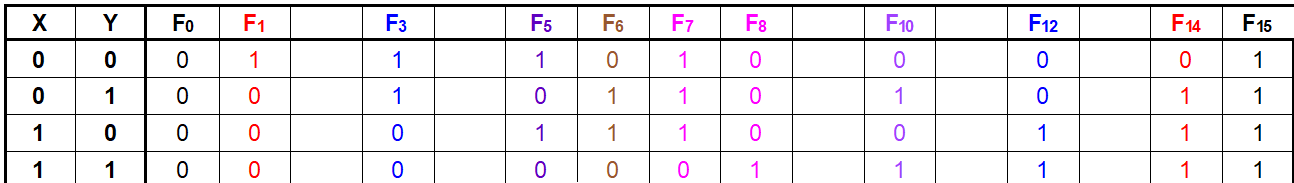 X Y F0 F1 F3 F5 F6 F7 F8 F10 F12 F14 F15
0 0 0 1 1 1 0 1 0 0 0 0 1
0 1 0 0 1 0 1 1 0 1 0 1 1
1 0 0 0 0 1 1 1 0 0 1 1 1
1 1 0 0 0 0 0 0 1 1 1 1 1